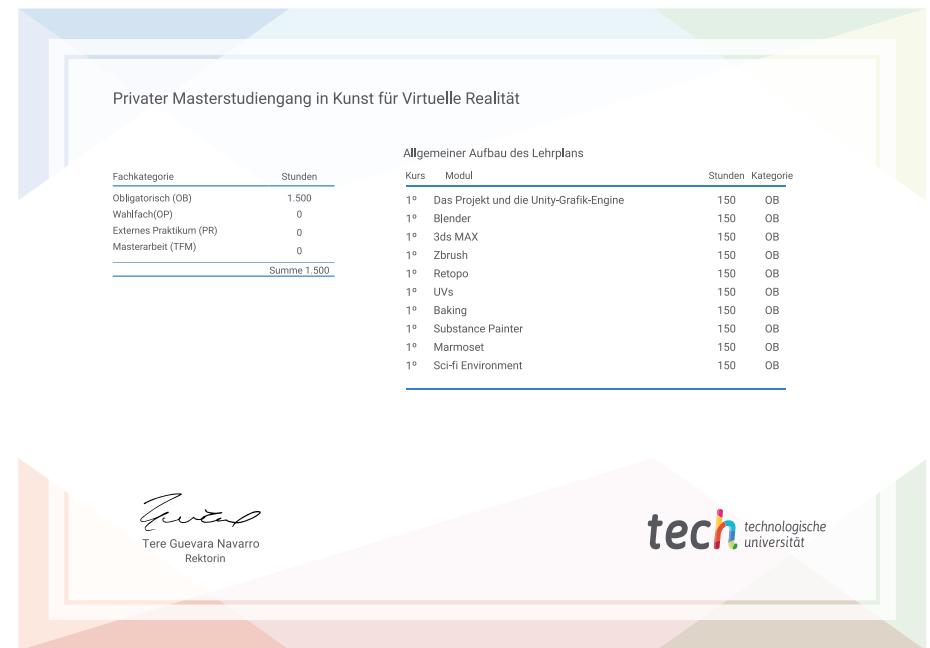 Privater Masterstudiengang in Kunst für Virtuelle Realität
Fachkategorie Stunden
Obligatorisch (OB) 1.500
Wahlfach(OP) 0
Externes Praktikum (PR) 0
Masterarbeit (TFM) 0
Summe 1.500
Allgemeiner Aufbau des Lehrplans
Kurs Modul Stunden Kategorie
1º Das Projekt und die Unity-Grafik-Engine 150 OB
1º Blender 150 OB
1º 3ds MAX 150 OB
1º Zbrush 150 OB
1º Retopo 150 OB
1º UVs 150 OB
1º Baking 150 OB
1º Substance Painter 150 OB
1º Marmoset 150 OB
1º Sci-fi Environment 150 OB
Tere Guevara Navarro
Rektorin
tech technologische
universität